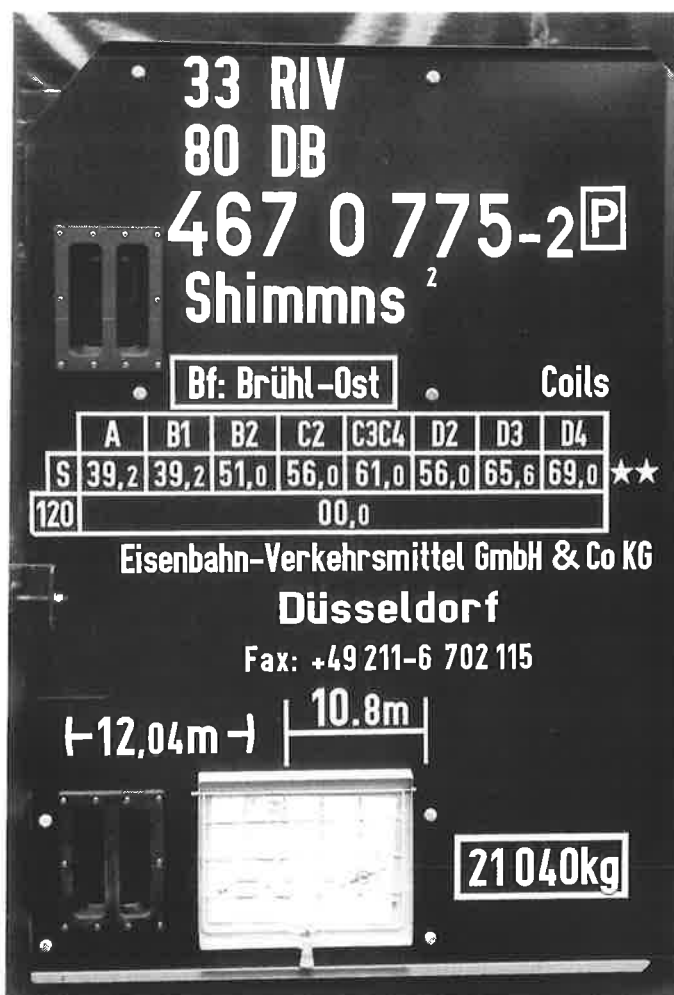 33 RIV
80 DB
467 0 775-2 P
Shimmns 2
Bf: Brühl-Ost Coils
A B1 B2 C2 C3C4 D2 D3 D4
S 39,2 39,2 51,0 56,0 61,0 56,0 65,6 69,0 ★★
120 00,0
Eisenbahn-Verkehrsmittel GmbH & Co KG
Düsseldorf
Fax: +49 211-6 702 115
10.8m
12,04m
21 040kg